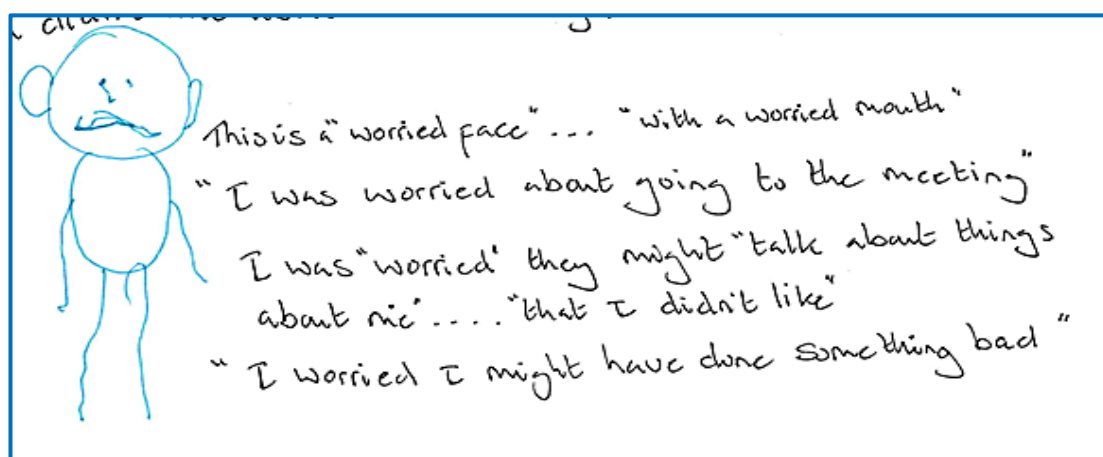 This is a "worried face"... "with a worried mouth"
"I was worried about going to the meeting"
I was "worried' they might "talk about things
about me'.... "that I didn't like"
"I worried I might have done something bad"